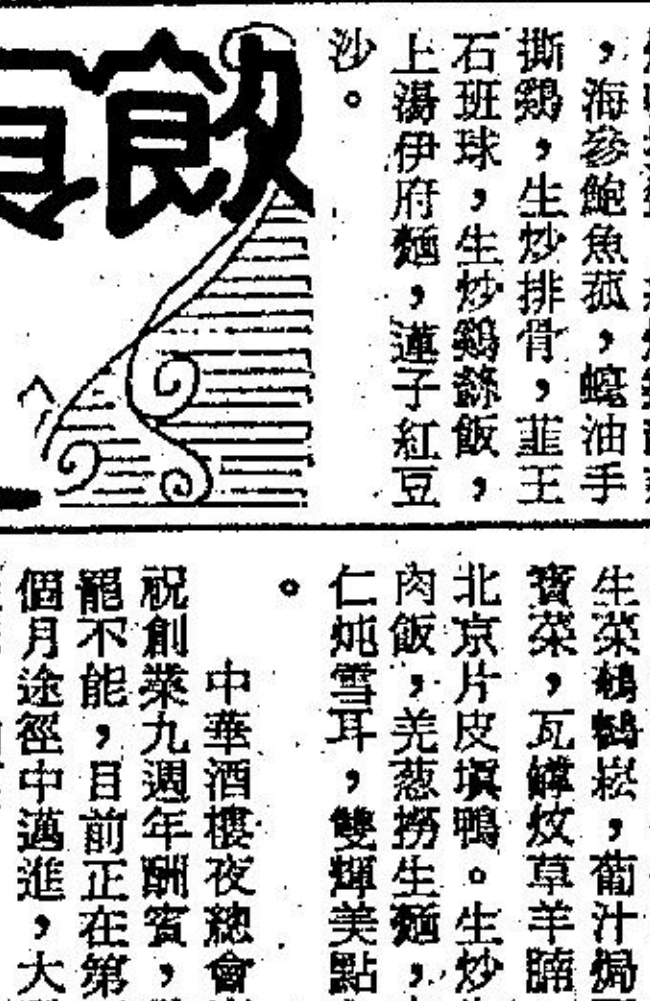 ，海參鮑魚菰，蠔油手
撕鷄，生炒排骨，韮王
石班球，生炒鷄絲飯，
上湯伊府麵，蓮子紅豆
沙。
飲食
生菜鵪鶉崧，葡汁焗
寶菜，瓦罉炆草羊腩
北京片皮塡鴨。生炒
肉飯，羌葱撈生麵，
仁炖雪耳，雙輝美點
。
中華酒樓夜總會
祝創業九週年酬賓，
罷不能，目前正在第
個月途徑中邁進，大